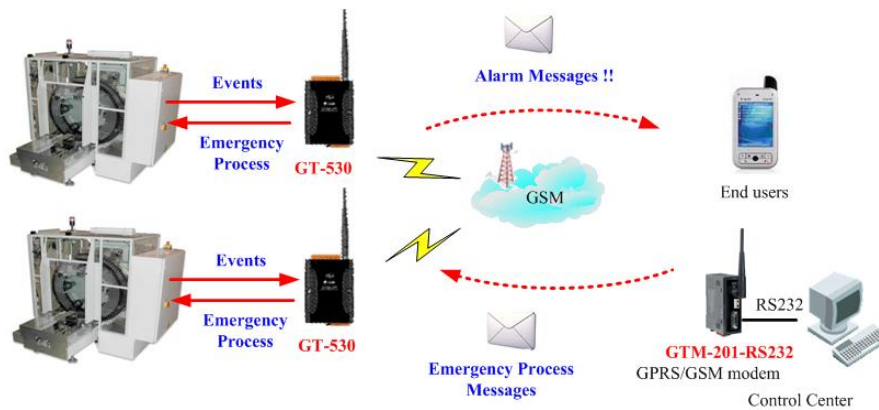 Events
Emergency
Process
GT-530
Alarm Messages !!
GSM
End users
Events
Emergency
Process
GT-530
Emergency Process
Messages
RS232
GTM-201-RS232
GPRS/GSM modem
Control Center